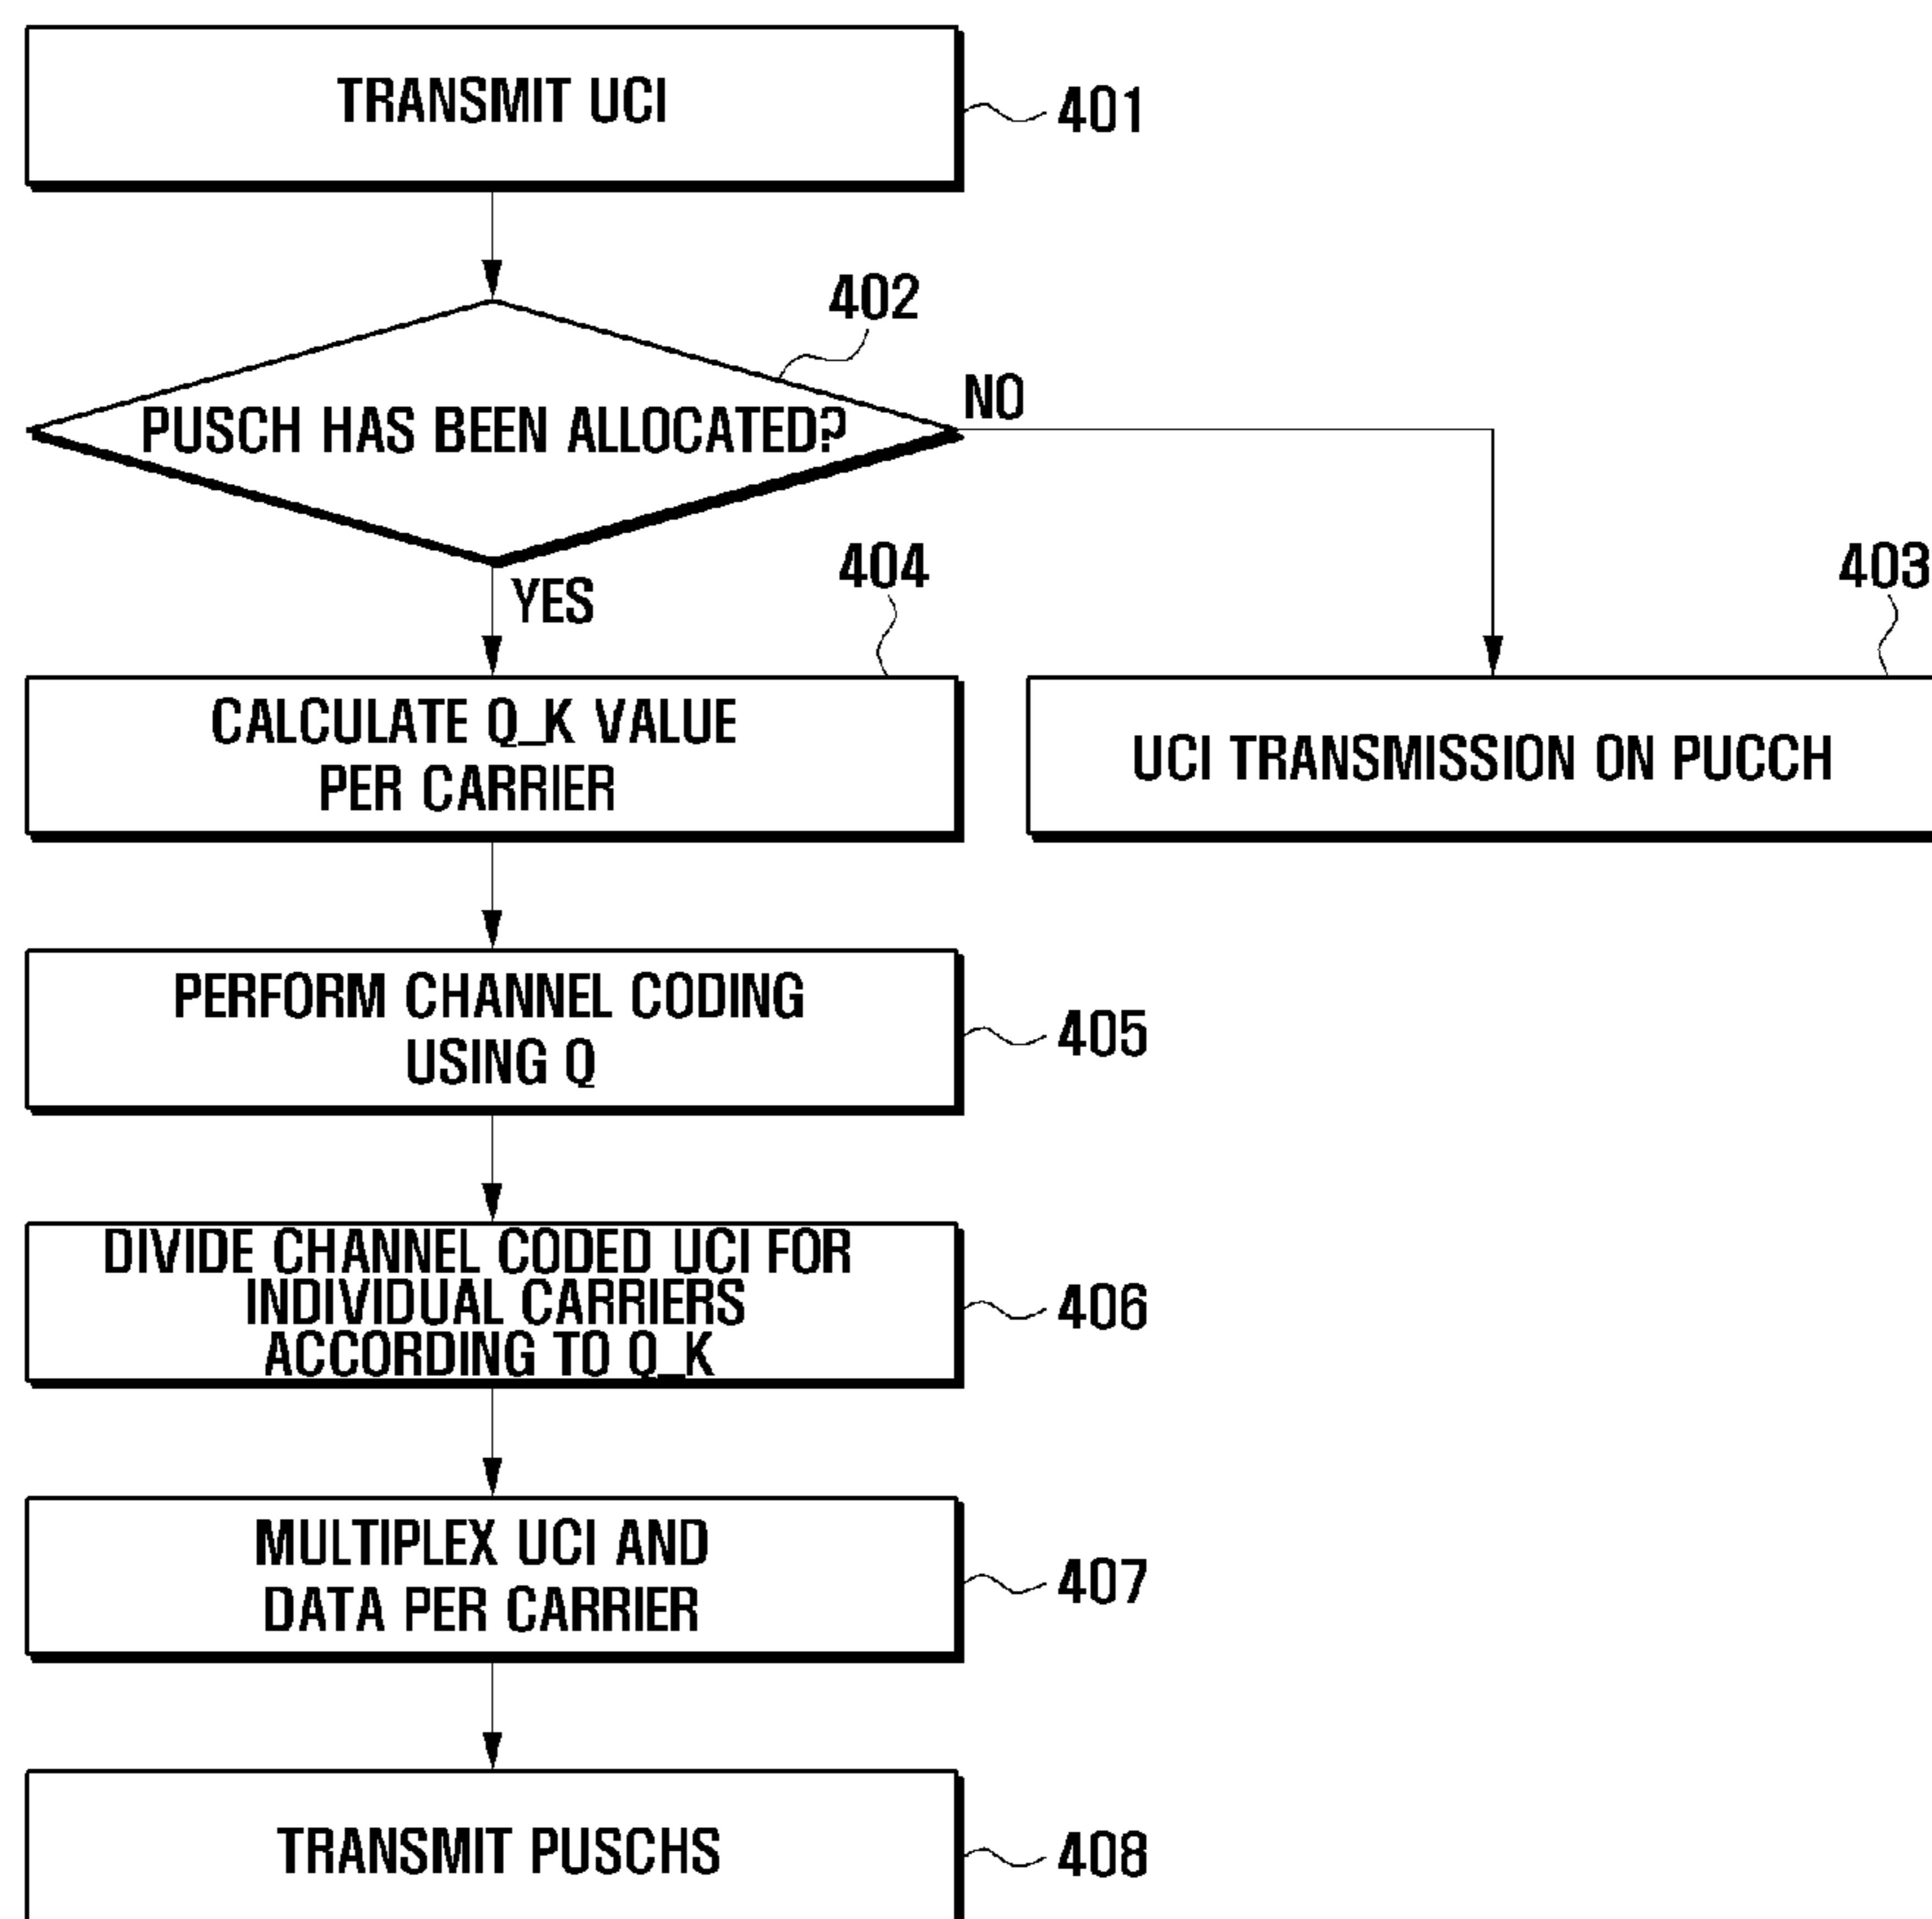 TRANSMIT UCI
401
402
PUSCH HAS BEEN ALLOCATED?
NO
YES
404
403
CALCULATE Q_K VALUE
PER CARRIER
UCI TRANSMISSION ON PUCCH
PERFORM CHANNEL CODING
USING Q
405
DIVIDE CHANNEL CODED UCI FOR
INDIVIDUAL CARRIERS
ACCORDING TO Q_K
406
MULTIPLEX UCI AND
DATA PER CARRIER
407
TRANSMIT PUSCHS
408